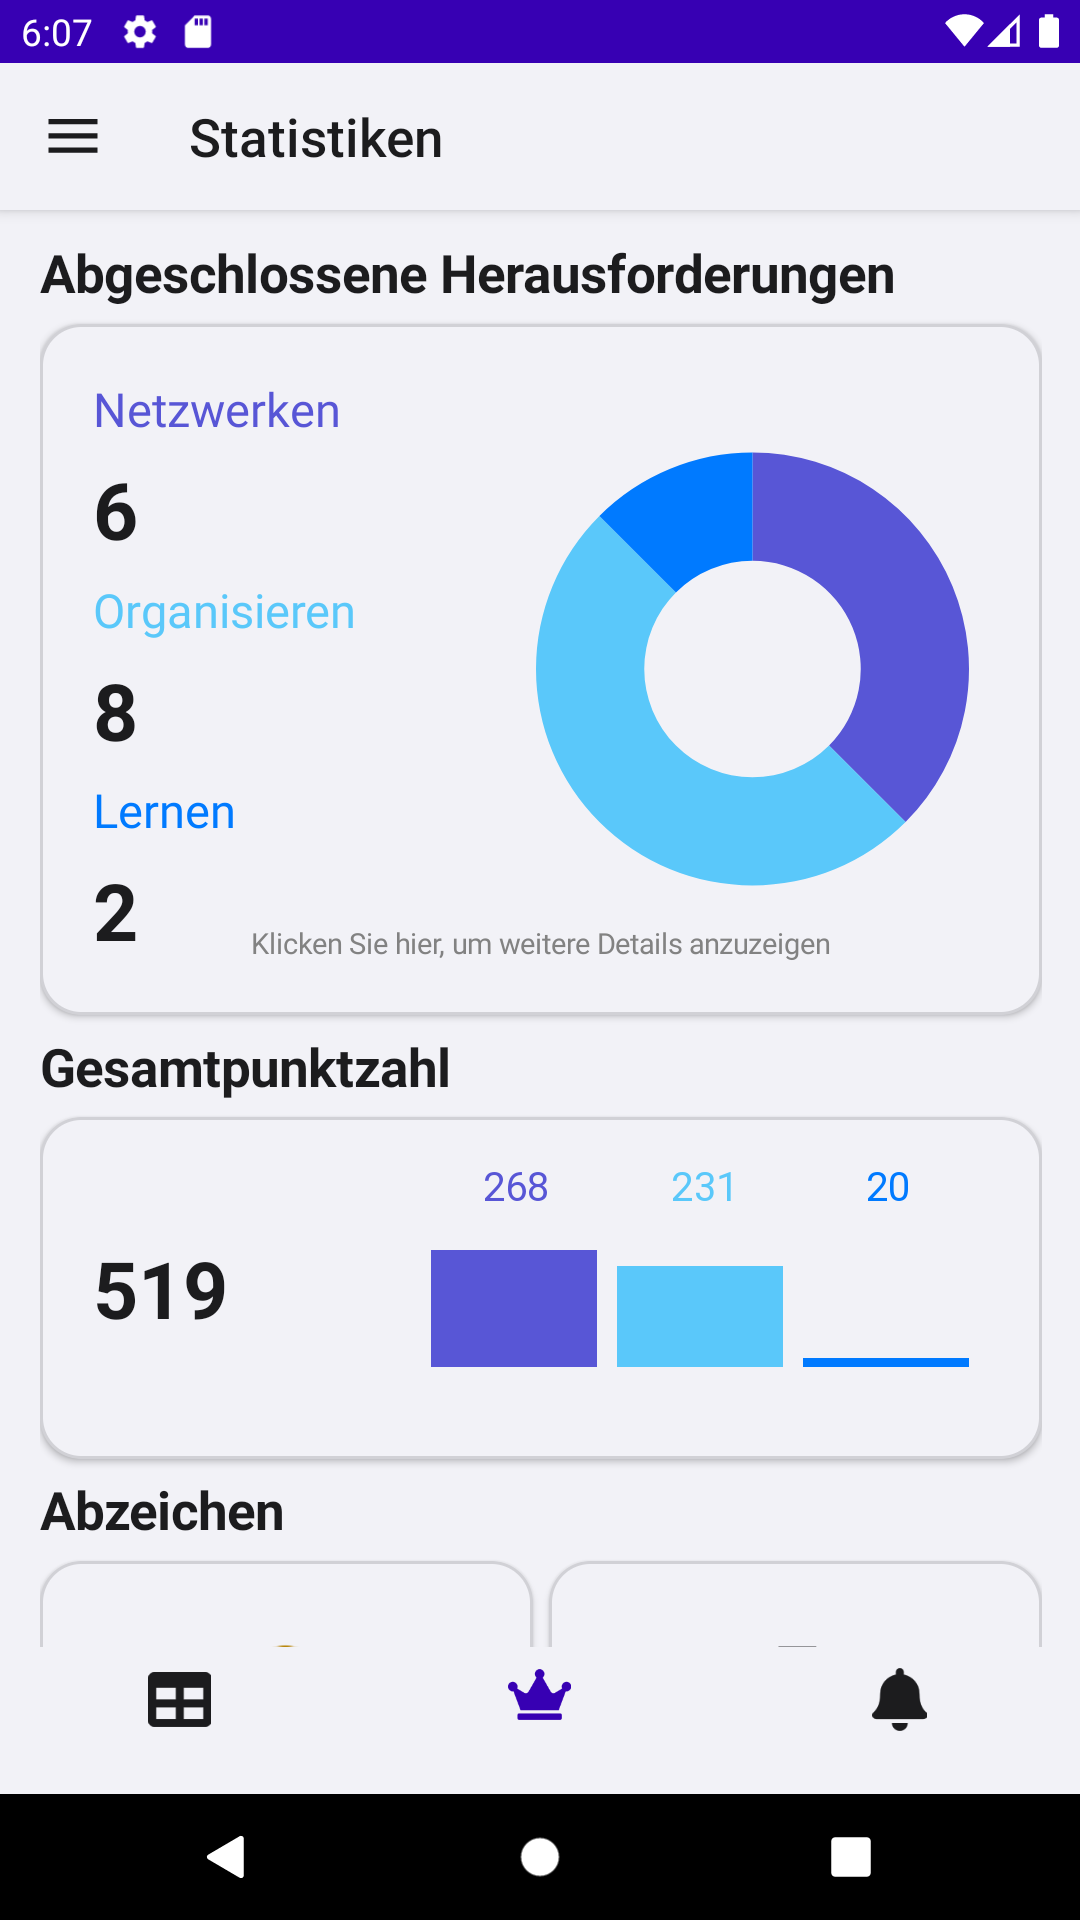 6:07
Statistiken
Abgeschlossene Herausforderungen
Netzwerken
6
Organisieren
8
Lernen
2
Klicken Sie hier, um weitere Details anzuzeigen
Gesamtpunktzahl
268 231 20
519
Abzeichen